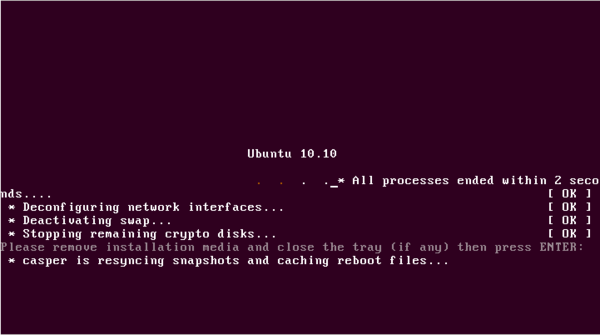 Ubuntu 10.10
. . . ._* All processes ended within 2 seco
nds.... [ OK ]
* Deconfiguring network interfaces... [ OK ]
* Deactivating swap... [ OK ]
* Stopping remaining crypto disks... [ OK ]
Please remove installation media and close the tray (if any) then press ENTER:
* casper is resyncing snapshots and caching reboot files...